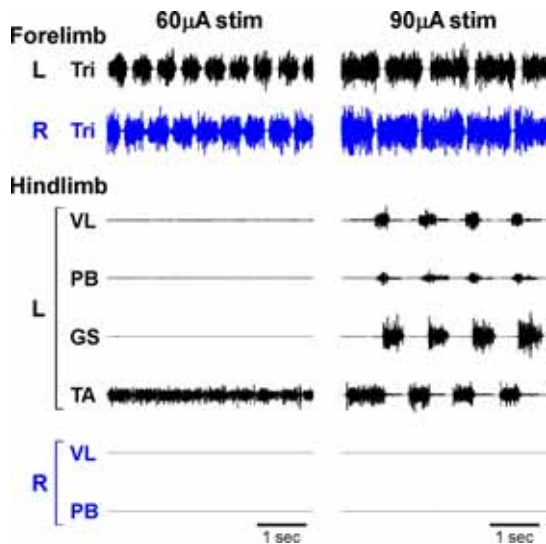 60µA stim 90µA stim
Forelimb
L Tri
R Tri
Hindlimb
VL
PB
L
GS
TA
VL
R
PB
1 sec 1 sec